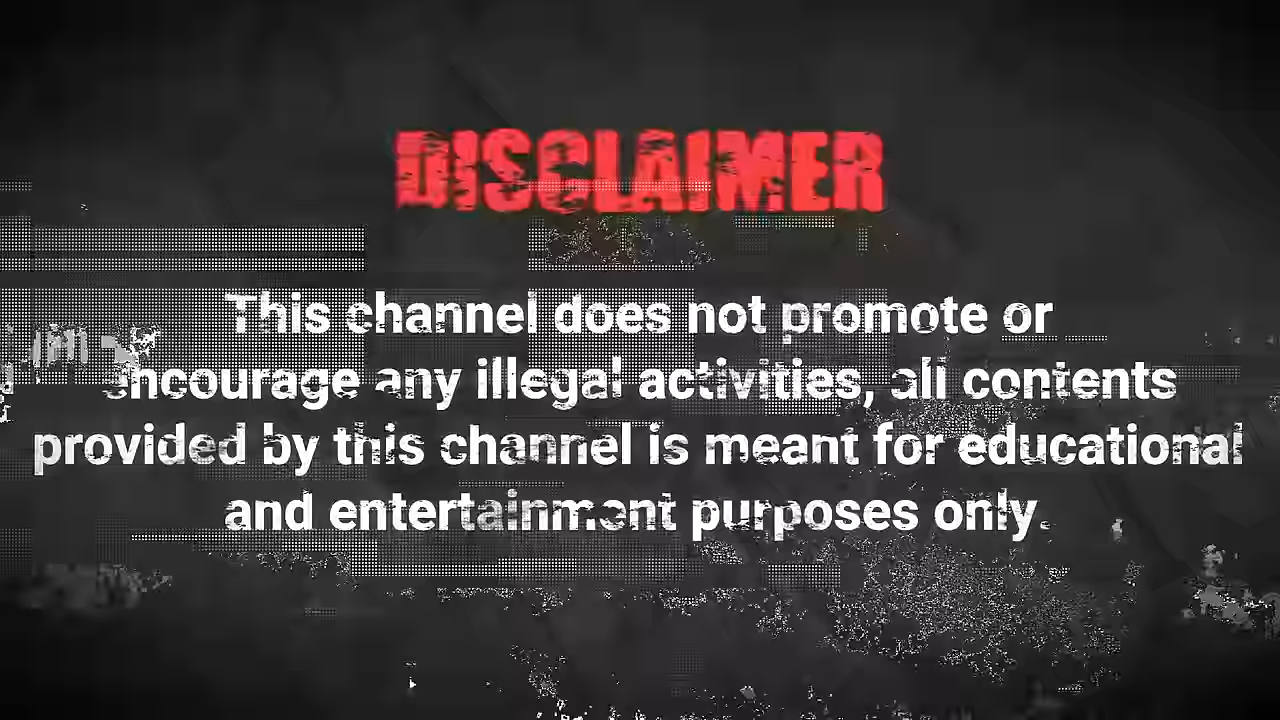 DISCLAIMER
This channel does not promote or
encourage any illegal activities, all contents
provided by this channel is meant for educational
and entertainment purposes only.